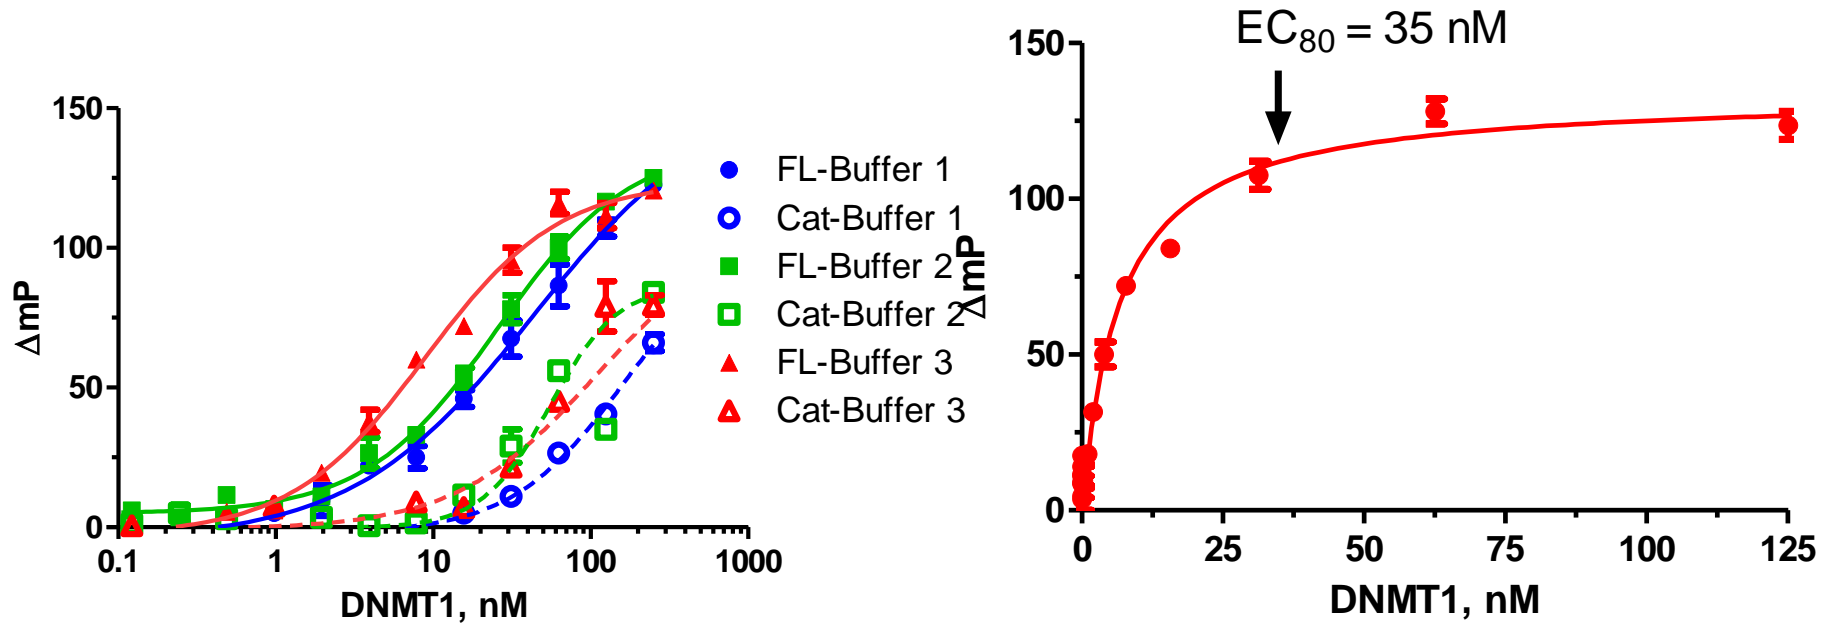 150
100
50
0
ΔmP
0.1 1 10 100 1000
DNMT1, nM
FL-Buffer 1
Cat-Buffer 1
FL-Buffer 2
Cat-Buffer 2
FL-Buffer 3
Cat-Buffer 3
EC80 = 35 nM
150
100
50
0
ΔmP
0 25 50 75 100 125
DNMT1, nM